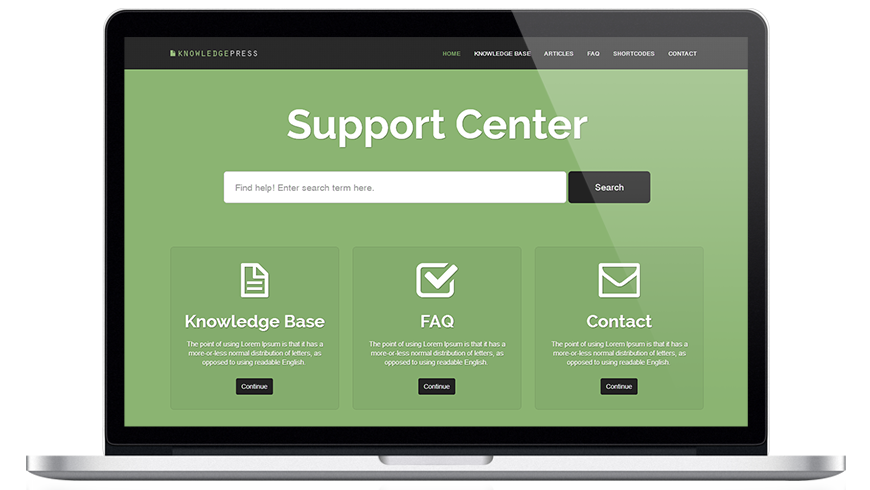 KNOWLEDGEPRESS
HOME KNOWLEDGE BASE ARTICLES FAQ SHORTCODES CONTACT
Support Center
Find help! Enter search term here.
Search
Knowledge Base
The point of using Lorem Ipsum is that it has a
more-or-less normal distribution of letters, as
opposed to using readable English.
Continue
FAQ
The point of using Lorem Ipsum is that it has a
more-or-less normal distribution of letters, as
opposed to using readable English.
Continue
Contact
The point of using Lorem Ipsum is that it has a
more-or-less normal distribution of letters, as
opposed to using readable English.
Continue